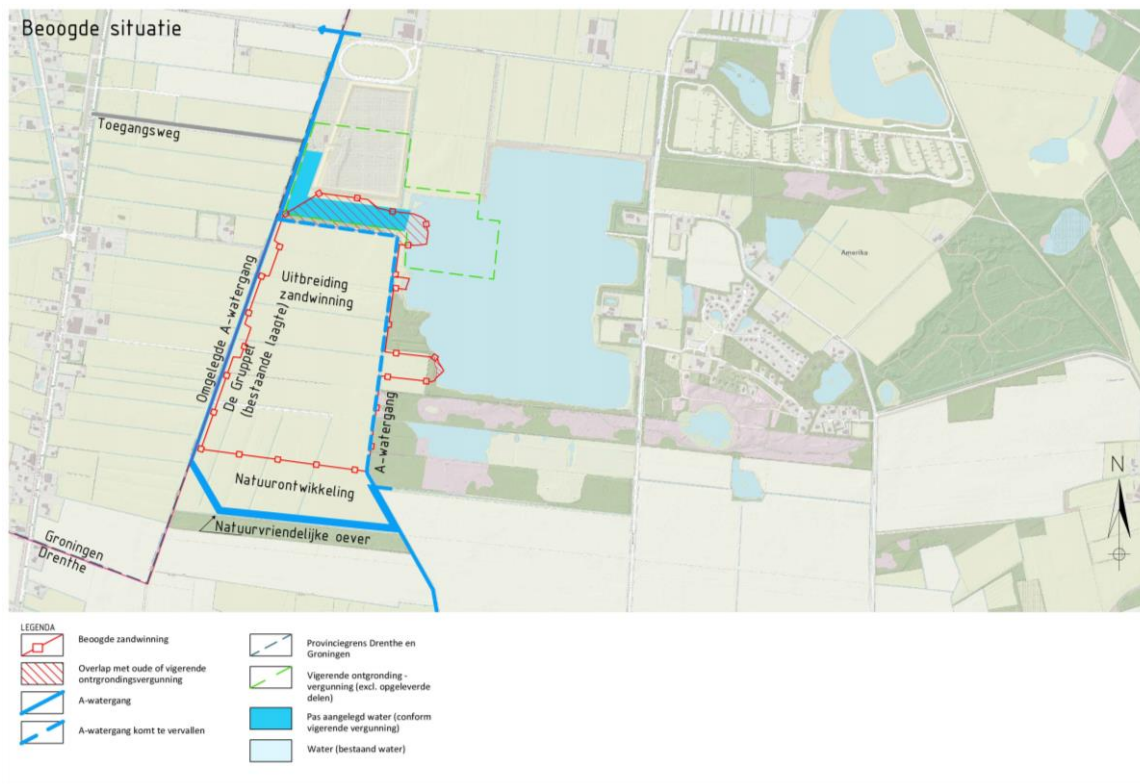 Beoogde situatie
Toegangsweg
Amerika
Uitbreiding
zandwinning
Omgelegde A-watergang
De Gruppel
(bestaande laagte)
A-watergang
Natuurontwikkeling
Natuurvriendelijke oever
Groningen
Drenthe
N
LEGENDA
Beoogde zandwinning
Overlap met oude of vigerende
ontrgrondingsvergunning
A-watergang
A-watergang komt te vervallen
Provinciegrens Drenthe en
Groningen
Vigerende ontgronding -
vergunning (excl. opgeleverde
delen)
Pas aangelegd water (conform
vigerende vergunning)
Water (bestaand water)